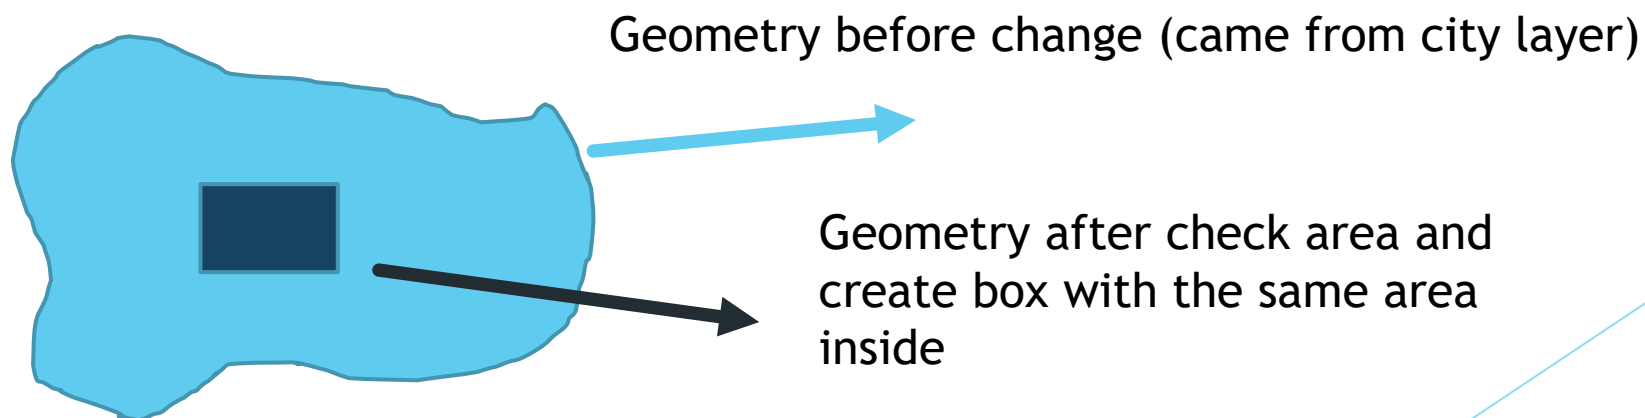 Geometry before change (came from city layer)
Geometry after check area and
create box with the same area
inside